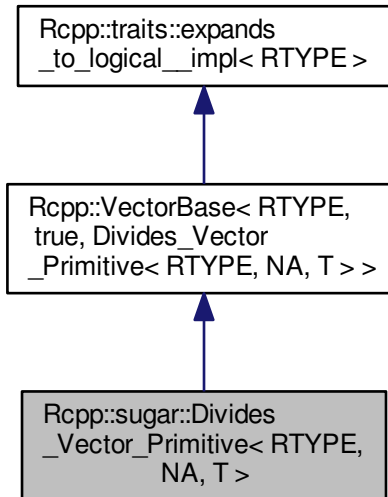 Rcpp::traits::expands
_to_logical__impl< RTYPE >
Rcpp::VectorBase< RTYPE,
true, Divides_Vector
_Primitive< RTYPE, NA, T > >
Rcpp::sugar::Divides
_Vector_Primitive< RTYPE,
NA, T >